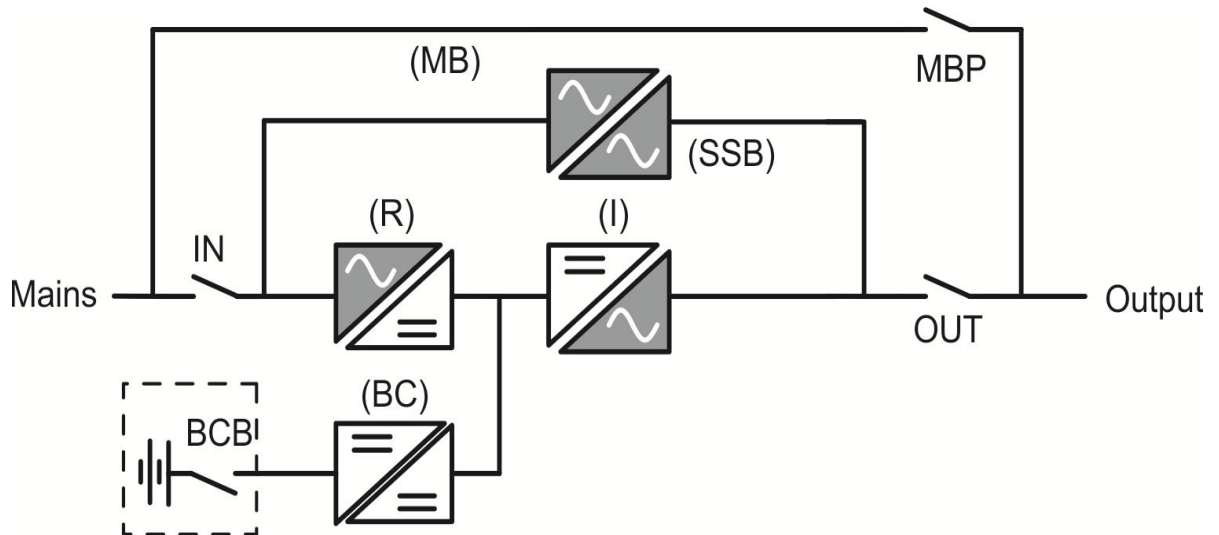 (MB)
MBP
(SSB)
(R)
(I)
IN
Mains
Output
OUT
(BC)
BCB